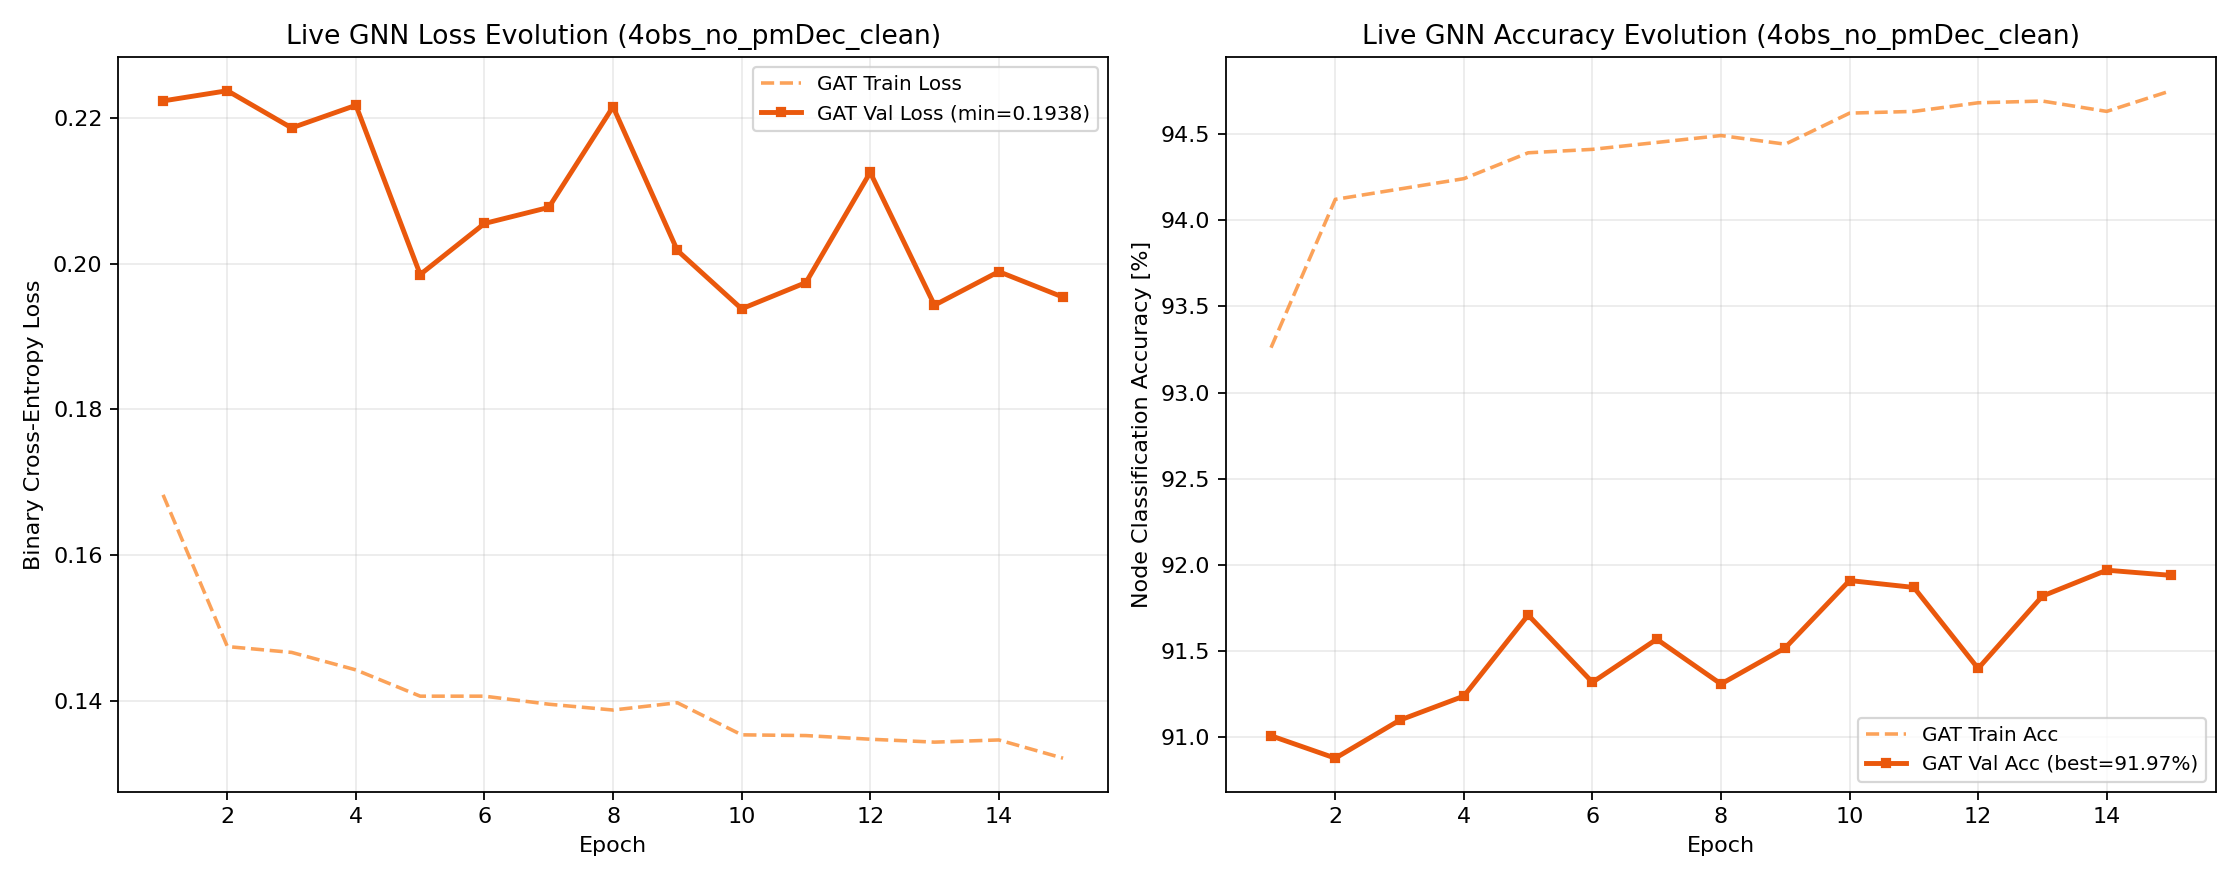 Live GNN Loss Evolution (4obs_no_pmDec_clean)
GAT Train Loss
GAT Val Loss (min=0.1938)
Binary Cross-Entropy Loss
0.22
0.20
0.18
0.16
0.14
2
4
6
8
10
12
14
Epoch
Live GNN Accuracy Evolution (4obs_no_pmDec_clean)
Node Classification Accuracy [%]
94.5
94.0
93.5
93.0
92.5
92.0
91.5
91.0
GAT Train Acc
GAT Val Acc (best=91.97%)
2
4
6
8
10
12
14
Epoch